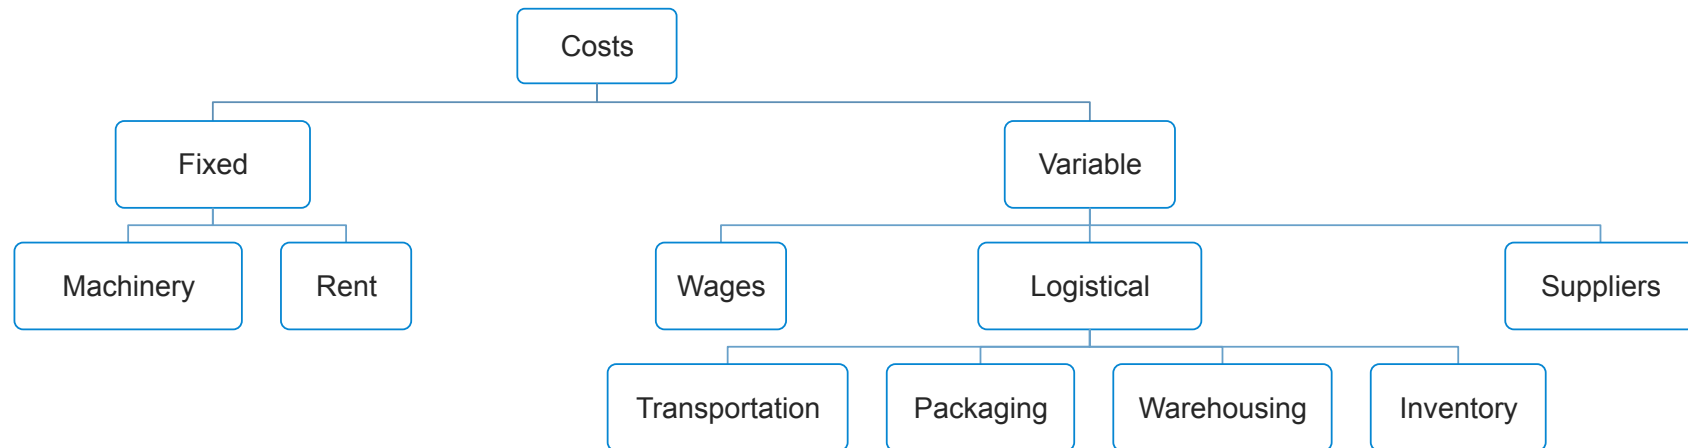 Costs
Fixed
Variable
Machinery
Rent
Wages
Logistical
Suppliers
Transportation
Packaging
Warehousing
Inventory